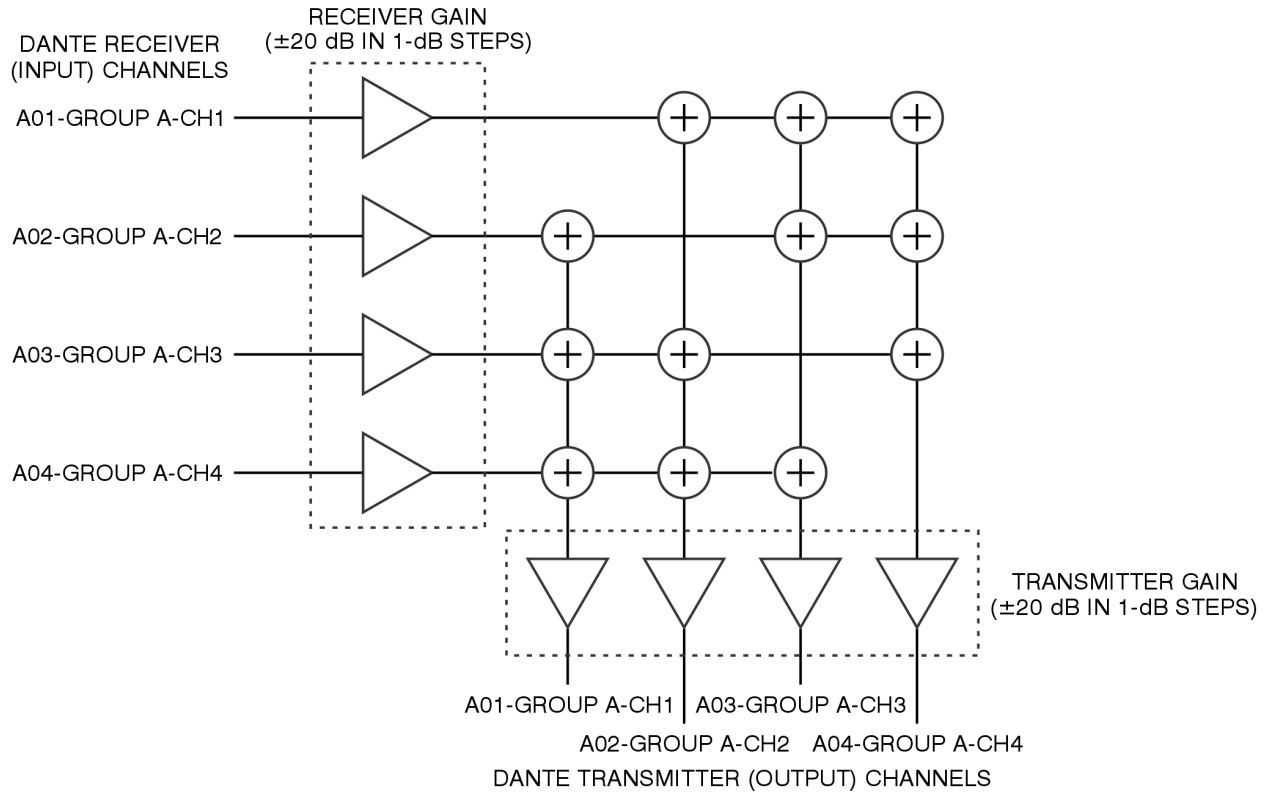 RECEIVER GAIN
(±20 dB IN 1-dB STEPS)
DANTE RECEIVER
(INPUT) CHANNELS
A01-GROUP A-CH1
A02-GROUP A-CH2
A03-GROUP A-CH3
A04-GROUP A-CH4
TRANSMITTER GAIN
(±20 dB IN 1-dB STEPS)
A01-GROUP A-CH1
A03-GROUP A-CH3
A02-GROUP A-CH2
A04-GROUP A-CH4
DANTE TRANSMITTER (OUTPUT) CHANNELS